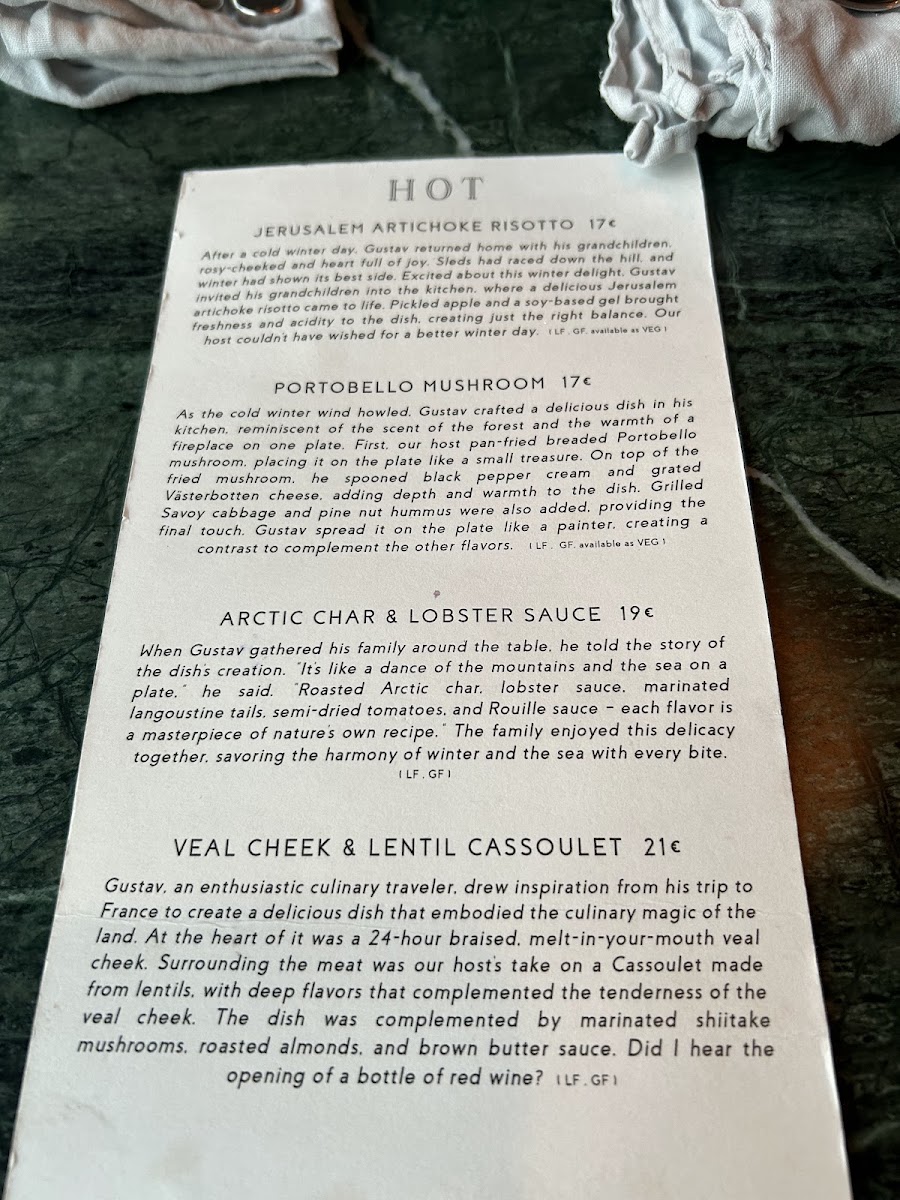 HOT
JERUSALEM ARTICHOKE RISOTTO 17€
After a cold winter day, Gustav returned home with his grandchildren,
rosy-cheeked and heart full of joy. Sleds had raced down the hill, and
winter had shown its best side. Excited about this winter delight, Gustav
invited his grandchildren into the kitchen, where a delicious Jerusalem
artichoke risotto came to life. Pickled apple and a soy-based gel brought
freshness and acidity to the dish, creating just the right balance. Our
host couldn't have wished for a better winter day. (LF, GF, available as VEG)
PORTOBELLO MUSHROOM 17€
As the cold winter wind howled, Gustav crafted a delicious dish in his
kitchen, reminiscent of the scent of the forest and the warmth of a
fireplace on one plate. First, our host pan-fried breaded Portobello
mushroom, placing it on the plate like a small treasure. On top of the
fried mushroom, he spooned black pepper cream and grated
Västerbotten cheese, adding depth and warmth to the dish. Grilled
Savoy cabbage and pine nut hummus were also added, providing the
final touch. Gustav spread it on the plate like a painter, creating a
contrast to complement the other flavors. (LF, GF, available as VEG)
ARCTIC CHAR & LOBSTER SAUCE 19€
When Gustav gathered his family around the table, he told the story of
the dish's creation. "It's like a dance of the mountains and the sea on a
plate," he said. "Roasted Arctic char, lobster sauce, marinated
langoustine tails, semi-dried tomatoes, and Rouille sauce – each flavor is
a masterpiece of nature's own recipe." The family enjoyed this delicacy
together, savoring the harmony of winter and the sea with every bite.
(LF, GF)
VEAL CHEEK & LENTIL CASSOULET 21€
Gustav, an enthusiastic culinary traveler, drew inspiration from his trip to
France to create a delicious dish that embodied the culinary magic of the
land. At the heart of it was a 24-hour braised, melt-in-your-mouth veal
cheek. Surrounding the meat was our host's take on a Cassoulet made
from lentils, with deep flavors that complemented the tenderness of the
veal cheek. The dish was complemented by marinated shiitake
mushrooms, roasted almonds, and brown butter sauce. Did I hear the
opening of a bottle of red wine? (LF, GF)